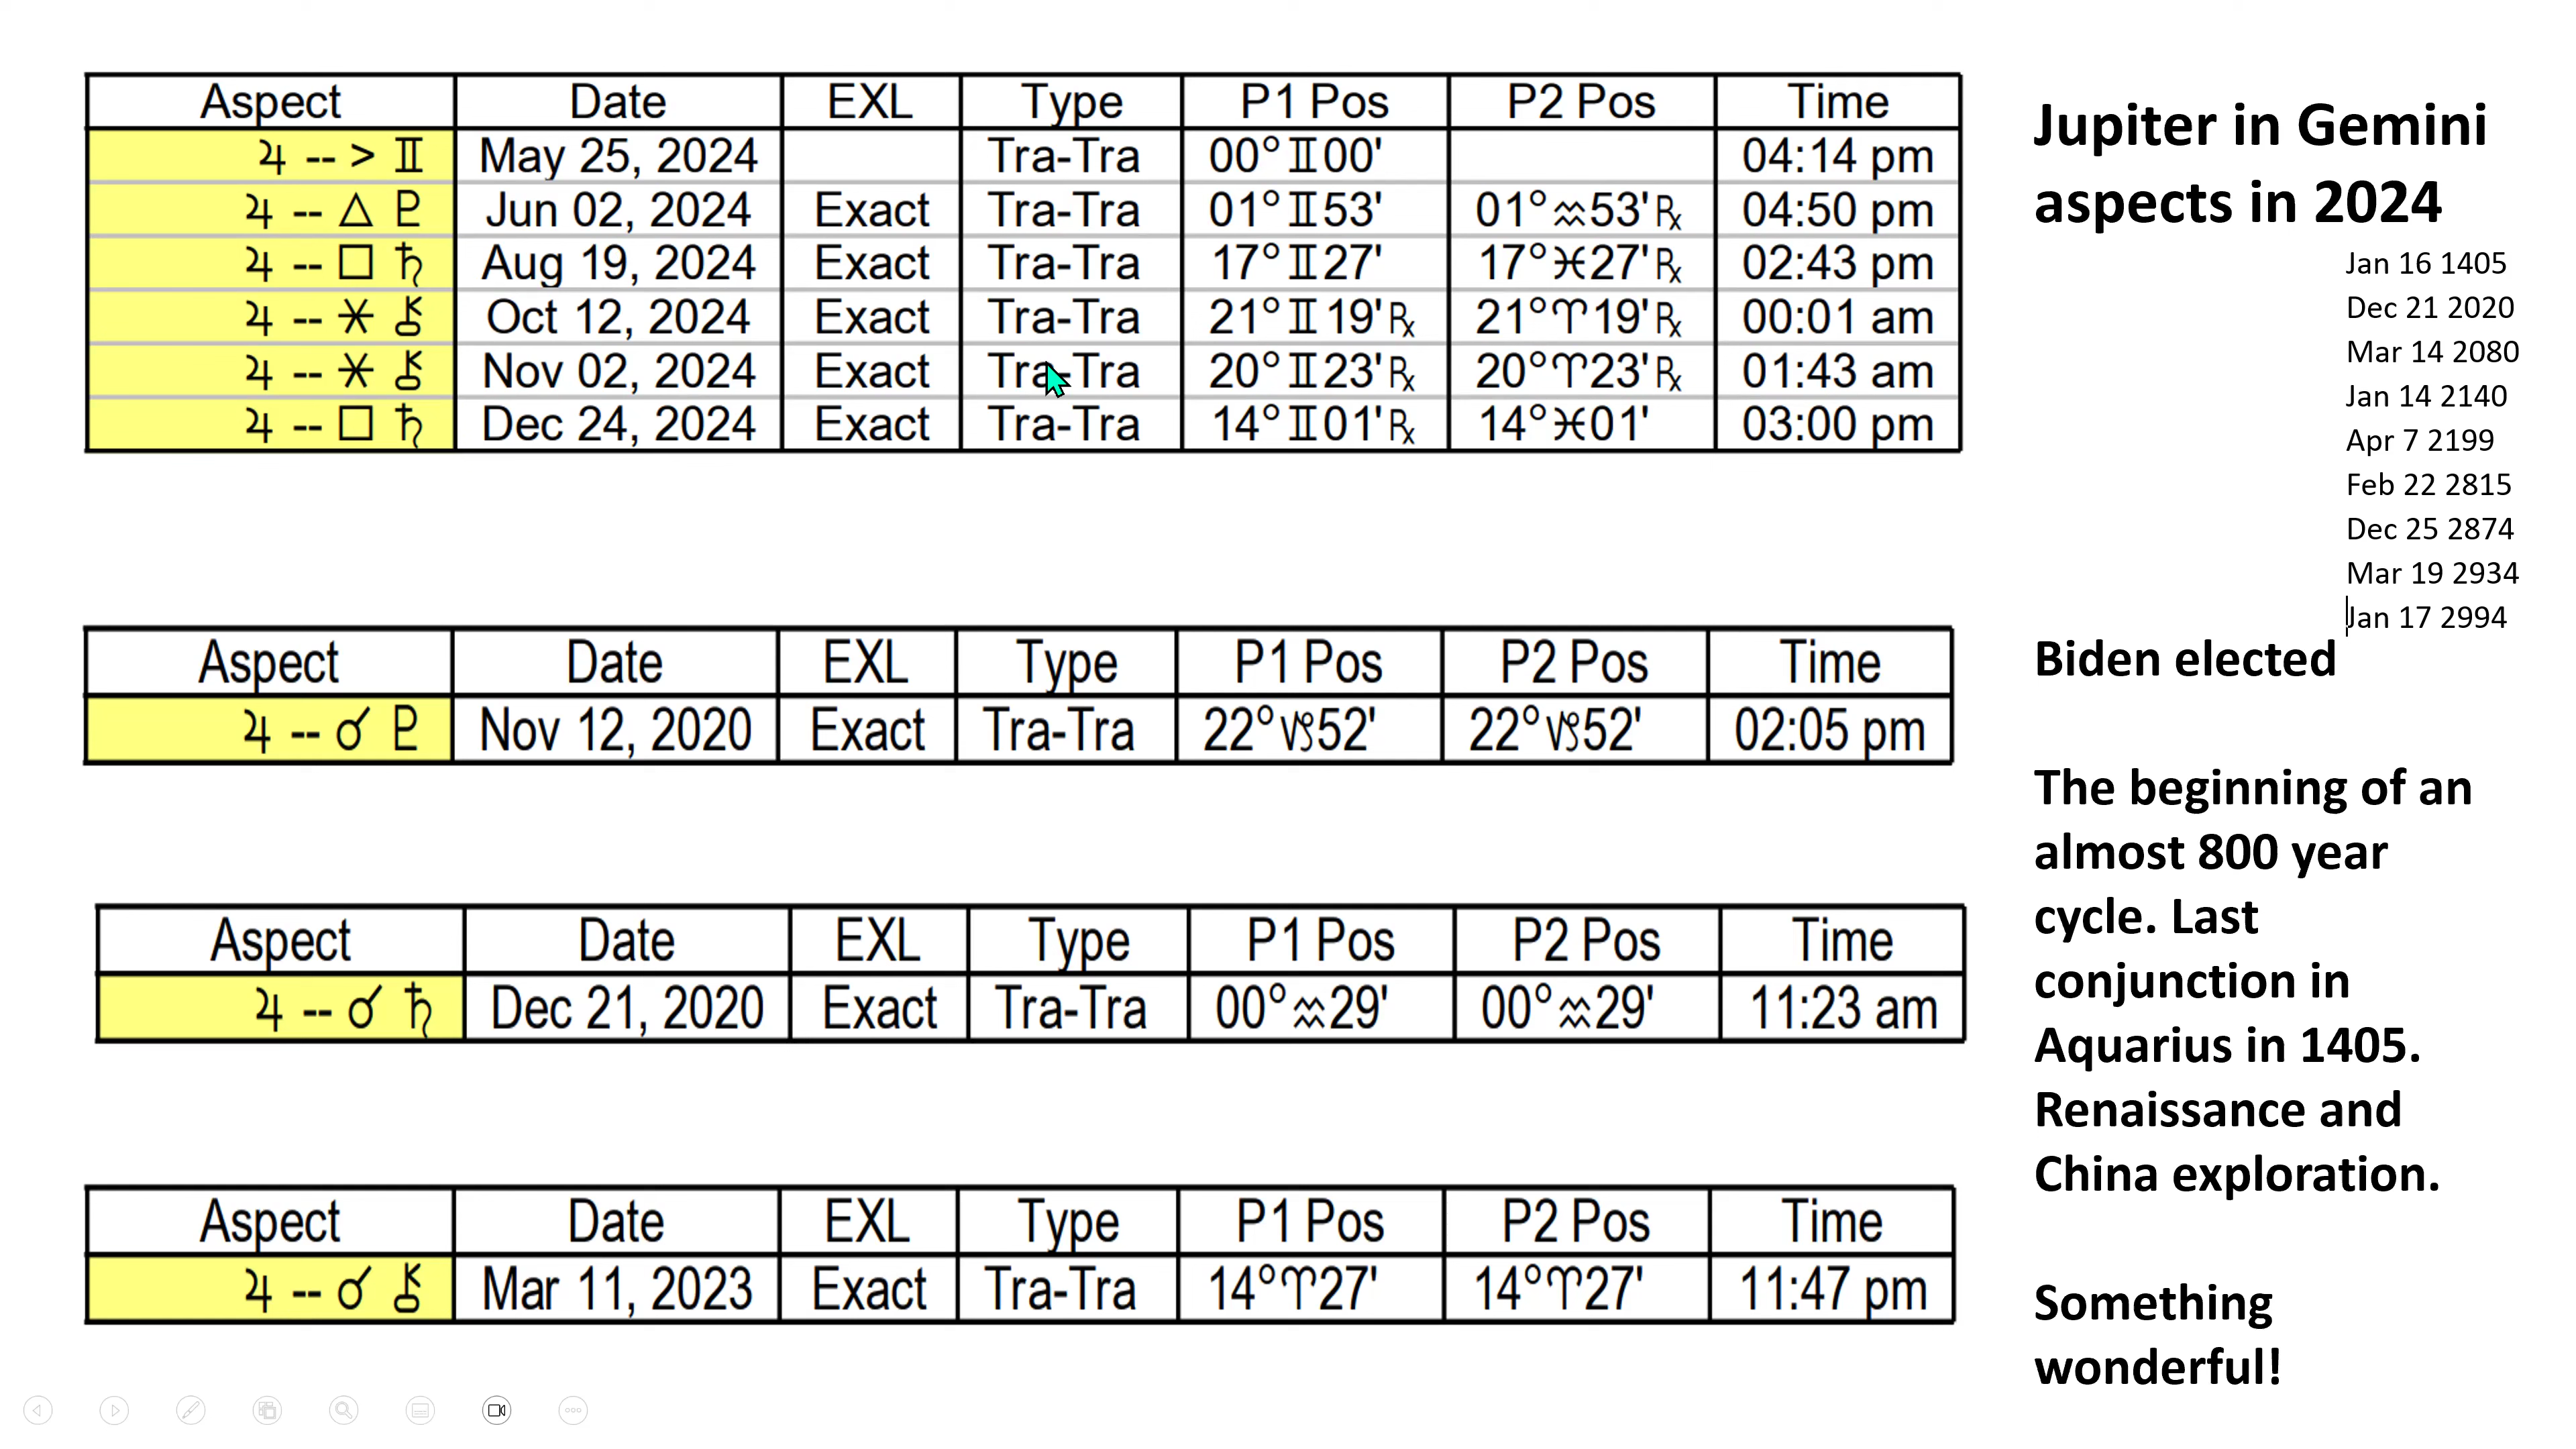 Aspect Date EXL Type P1 Pos P2 Pos Time
♃ -- > ♊ May 25, 2024 Tra-Tra 00°♊00' 04:14 pm
♃ -- △ ♇ Jun 02, 2024 Exact Tra-Tra 01°♊53' 01°♒53'℞ 04:50 pm
♃ -- □ ♄ Aug 19, 2024 Exact Tra-Tra 17°♊27' 17°♓27'℞ 02:43 pm
♃ -- ⚹ ⚷ Oct 12, 2024 Exact Tra-Tra 21°♊19'℞ 21°♈19'℞ 00:01 am
♃ -- ⚹ ⚷ Nov 02, 2024 Exact Tra-Tra 20°♊23'℞ 20°♈23'℞ 01:43 am
♃ -- □ ♄ Dec 24, 2024 Exact Tra-Tra 14°♊01'℞ 14°♓01' 03:00 pm
Jupiter in Gemini
aspects in 2024
Jan 16 1405
Dec 21 2020
Mar 14 2080
Jan 14 2140
Apr 7 2199
Feb 22 2815
Dec 25 2874
Mar 19 2934
Jan 17 2994
Aspect Date EXL Type P1 Pos P2 Pos Time
♃ -- ☌ ♇ Nov 12, 2020 Exact Tra-Tra 22°♑52' 22°♑52' 02:05 pm
Biden elected
Aspect Date EXL Type P1 Pos P2 Pos Time
♃ -- ☌ ♄ Dec 21, 2020 Exact Tra-Tra 00°♒29' 00°♒29' 11:23 am
The beginning of an
almost 800 year
cycle. Last
conjunction in
Aquarius in 1405.
Renaissance and
China exploration.
Aspect Date EXL Type P1 Pos P2 Pos Time
♃ -- ☌ ⚷ Mar 11, 2023 Exact Tra-Tra 14°♈27' 14°♈27' 11:47 pm
Something
wonderful!